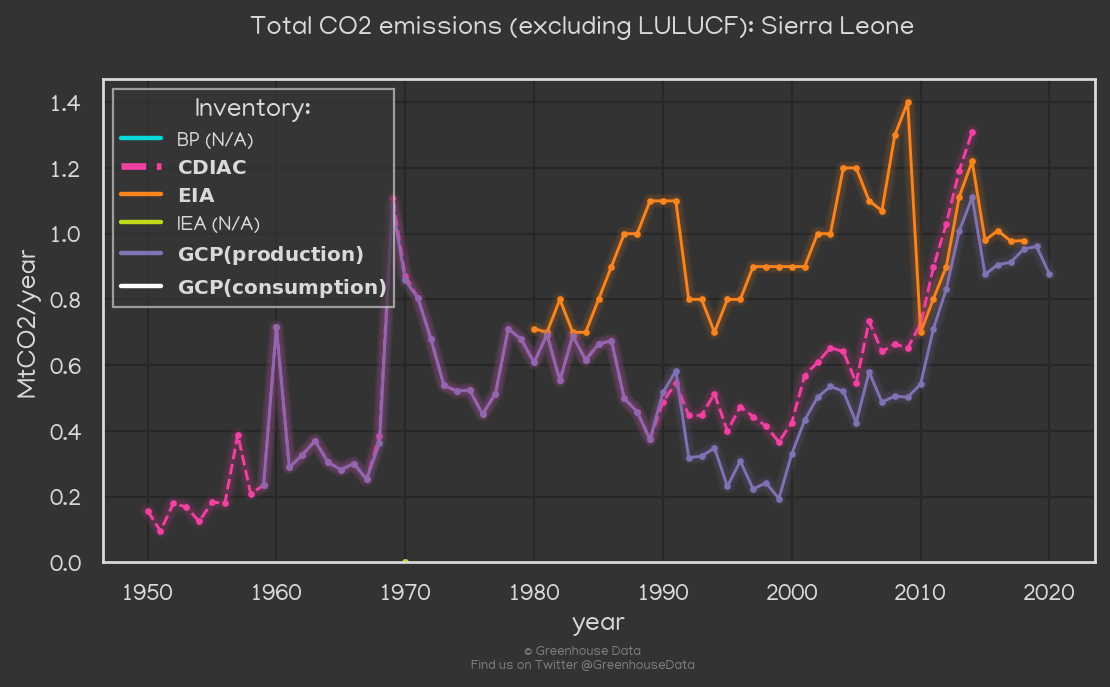 Total CO2 emissions (excluding LULUCF): Sierra Leone
Inventory:
BP (N/A)
CDIAC
EIA
IEA (N/A)
GCP(production)
GCP(consumption)
MtCO2/year
1.4
1.2
1.0
0.8
0.6
0.4
0.2
0.0
1950 1960 1970 1980 1990 2000 2010 2020
year
© Greenhouse Data
Find us on Twitter @GreenhouseData